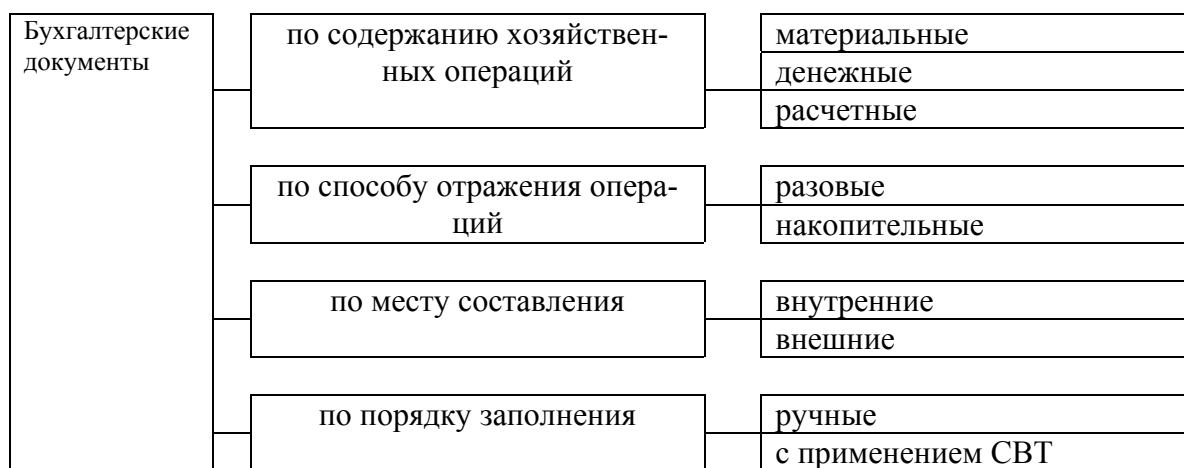 Бухгалтерские
документы
по содержанию хозяйствен-
ных операций
материальные
денежные
расчетные
по способу отражения опера-
ций
разовые
накопительные
по месту составления
внутренние
внешние
по порядку заполнения
ручные
с применением СВТ